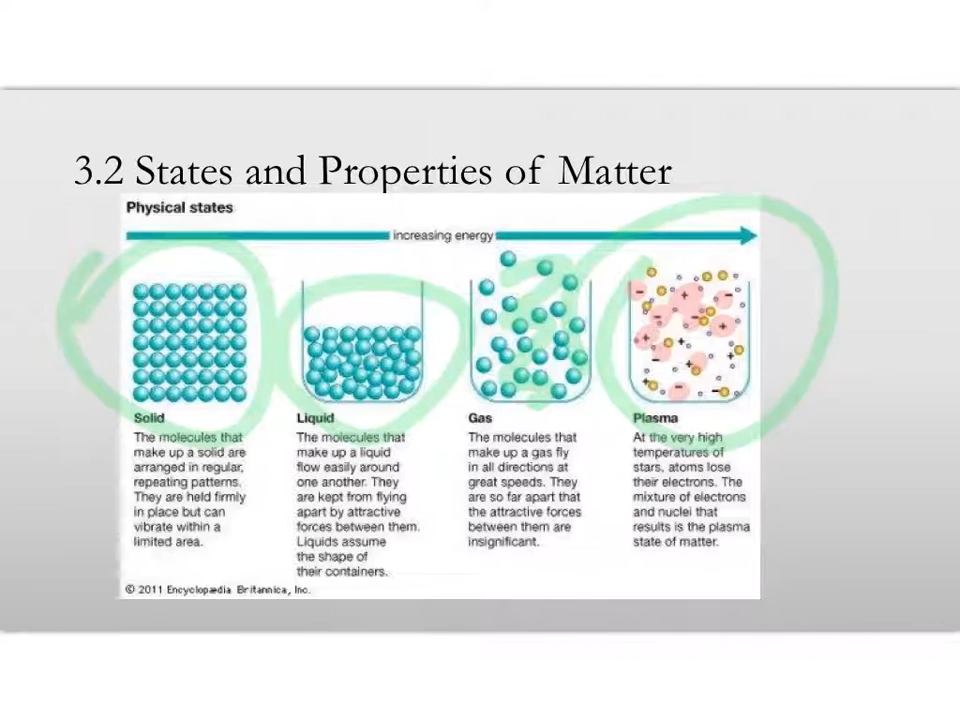 3.2 States and Properties of Matter
Physical states
increasing energy
Solid
The molecules that
make up a solid are
arranged in regular,
repeating patterns.
They are held firmly
in place but can
vibrate within a
limited area.
Liquid
The molecules that
make up a liquid
flow easily around
one another. They
are kept from flying
apart by attractive
forces between them.
Liquids assume
the shape of
their containers.
Gas
The molecules that
make up a gas fly
in all directions at
great speeds. They
are so far apart that
the attractive forces
between them are
insignificant.
Plasma
At the very high
temperatures of
stars, atoms lose
their electrons. The
mixture of electrons
and nuclei that
results is the plasma
state of matter.
© 2011 Encyclopædia Britannica, Inc.